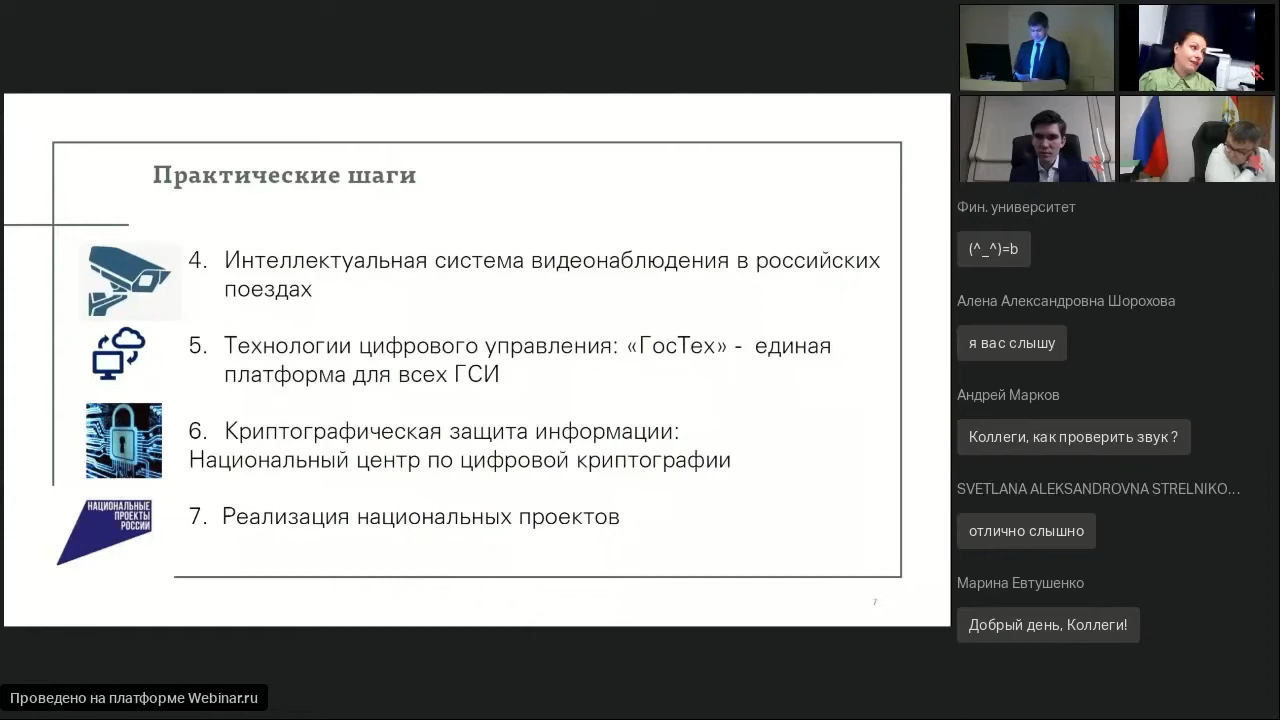 Практические шаги
4. Интеллектуальная система видеонаблюдения в российских
поездах
5. Технологии цифрового управления: «ГосТех» - единая
платформа для всех ГСИ
6. Криптографическая защита информации:
Национальный центр по цифровой криптографии
НАЦИОНАЛЬНЫЕ
ПРОЕКТЫ
РОССИИ
7. Реализация национальных проектов
7
Проведено на платформе Webinar.ru
Фин. университет
(^_^)=b
Алена Александровна Шорохова
я вас слышу
Андрей Марков
Коллеги, как проверить звук ?
SVETLANA ALEKSANDROVNA STRELNIKO...
отлично слышно
Марина Евтушенко
Добрый день, Коллеги!